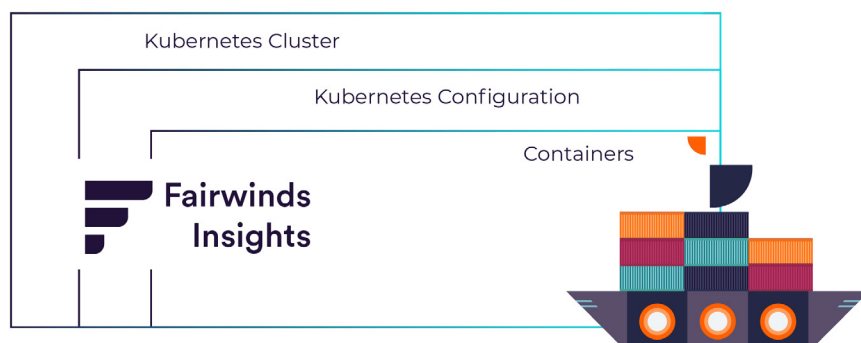 Kubernetes Cluster
Kubernetes Configuration
Containers
Fairwinds
Insights